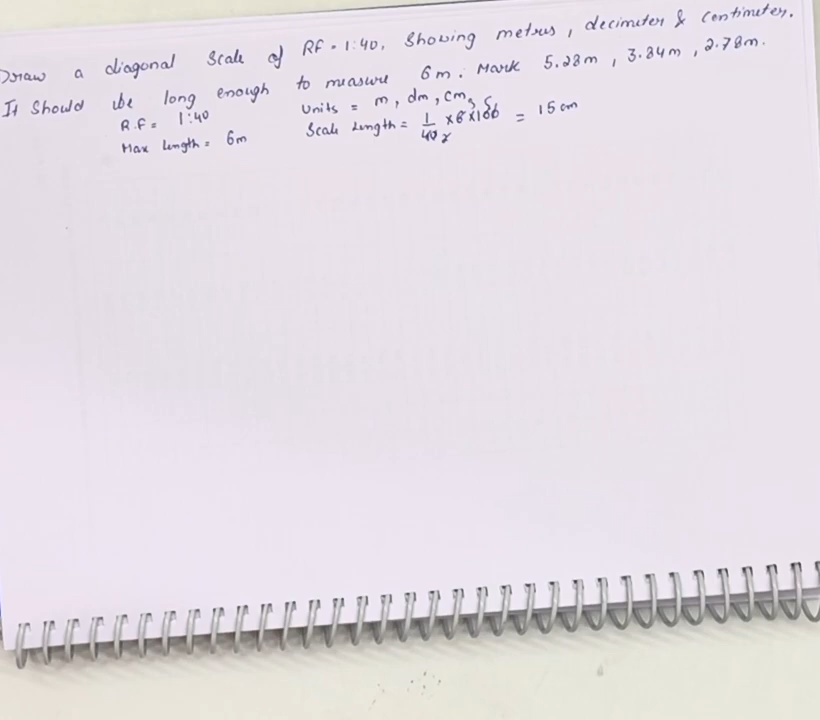 Draw a diagonal Scale of RF = 1:40, Showing metres, decimeter & centimeter.
It Should be long enough to measure 6m. Mark 5.28m, 3.84m, 2.78m.
R.F = 1:40 Units = m, dm, cm
Max Length = 6m Scale Length = 1/40 x 6 x 100 = 15 cm